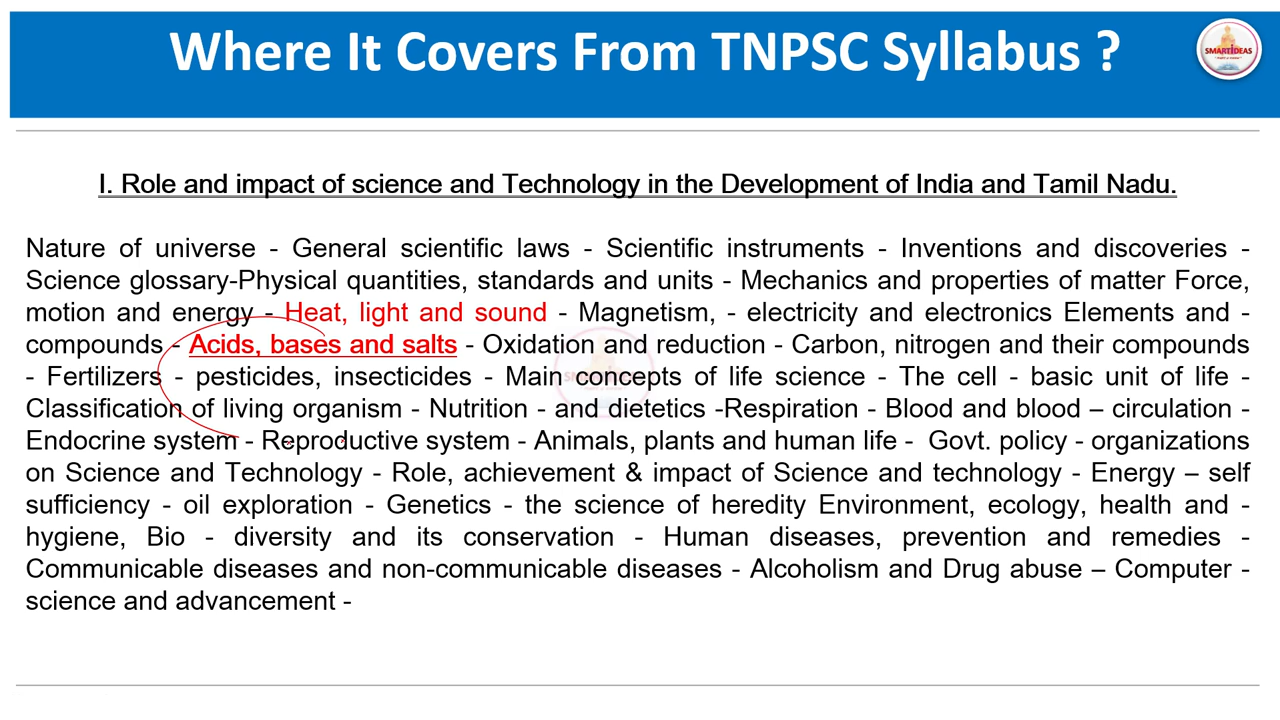 Where It Covers From TNPSC Syllabus ?
SMARTIDEAS
I. Role and impact of science and Technology in the Development of India and Tamil Nadu.
Nature of universe - General scientific laws - Scientific instruments - Inventions and discoveries -
Science glossary-Physical quantities, standards and units - Mechanics and properties of matter Force,
motion and energy - Heat, light and sound - Magnetism, - electricity and electronics Elements and -
compounds - Acids, bases and salts - Oxidation and reduction - Carbon, nitrogen and their compounds
- Fertilizers - pesticides, insecticides - Main concepts of life science - The cell - basic unit of life -
Classification of living organism - Nutrition - and dietetics -Respiration - Blood and blood – circulation -
Endocrine system - Reproductive system - Animals, plants and human life - Govt. policy - organizations
on Science and Technology - Role, achievement & impact of Science and technology - Energy – self
sufficiency - oil exploration - Genetics - the science of heredity Environment, ecology, health and -
hygiene, Bio - diversity and its conservation - Human diseases, prevention and remedies -
Communicable diseases and non-communicable diseases - Alcoholism and Drug abuse – Computer -
science and advancement -